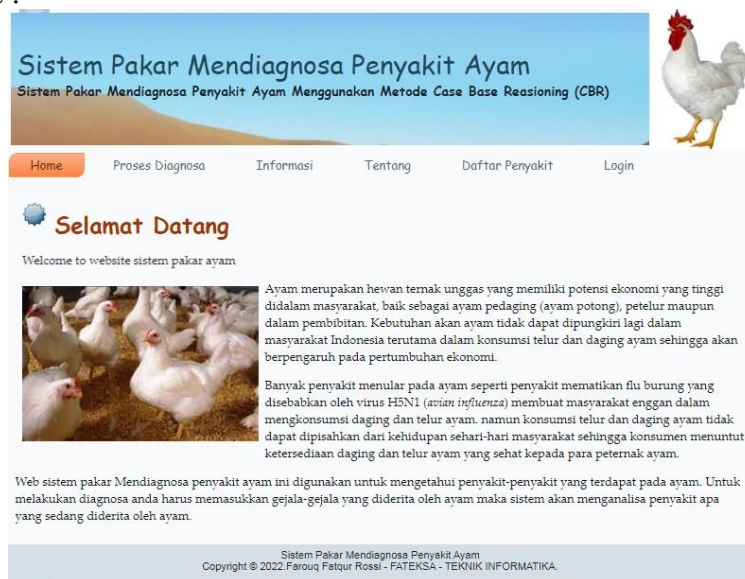 Sistem Pakar Mendiagnosa Penyakit Ayam
Sistem Pakar Mendiagnosa Penyakit Ayam Menggunakan Metode Case Base Reasioning (CBR)
Home Proses Diagnosa Informasi Tentang Daftar Penyakit Login
Selamat Datang
Welcome to website sistem pakar ayam
Ayam merupakan hewan ternak unggas yang memiliki potensi ekonomi yang tinggi
didalam masyarakat, baik sebagai ayam pedaging (ayam potong), petelur maupun
dalam pembibitan. Kebutuhan akan ayam tidak dapat dipungkiri lagi dalam
masyarakat Indonesia terutama dalam konsumsi telur dan daging ayam sehingga akan
berpengaruh pada pertumbuhan ekonomi.
Banyak penyakit menular pada ayam seperti penyakit mematikan flu burung yang
disebabkan oleh virus H5N1 (avian influenza) membuat masyarakat enggan dalam
mengkonsumsi daging dan telur ayam. namun konsumsi telur dan daging ayam tidak
dapat dipisahkan dari kehidupan sehari-hari masyarakat sehingga konsumen menuntut
ketersediaan daging dan telur ayam yang sehat kepada para peternak ayam.
Web sistem pakar Mendiagnosa penyakit ayam ini digunakan untuk mengetahui penyakit-penyakit yang terdapat pada ayam. Untuk
melakukan diagnosa anda harus memasukkan gejala-gejala yang diderita oleh ayam maka sistem akan menganalisa penyakit apa
yang sedang diderita oleh ayam.
Sistem Pakar Mendiagnosa Penyakit Ayam
Copyright © 2022.Farouq Fatqur Rossi - FATEKSA - TEKNIK INFORMATIKA.